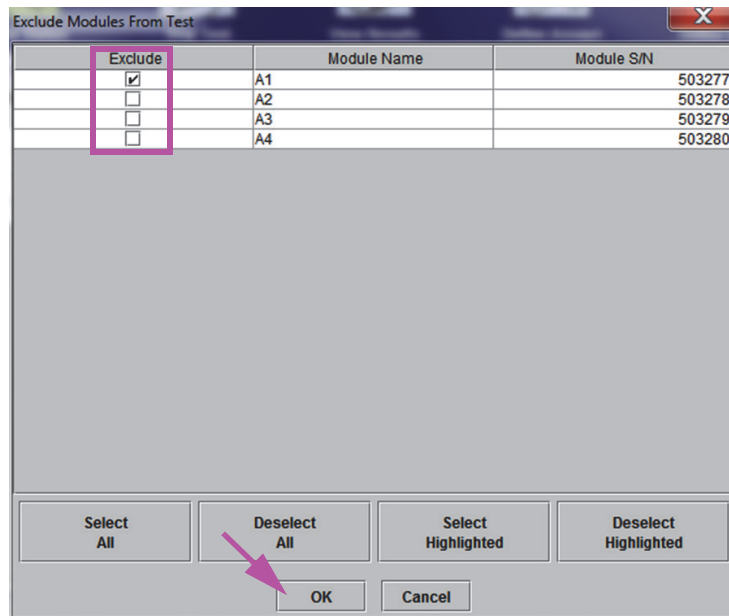 Exclude Modules From Test
Exclude Module Name Module S/N
A1 503277
A2 503278
A3 503279
A4 503280
Select All Deselect All Select Highlighted Deselect Highlighted
OK Cancel